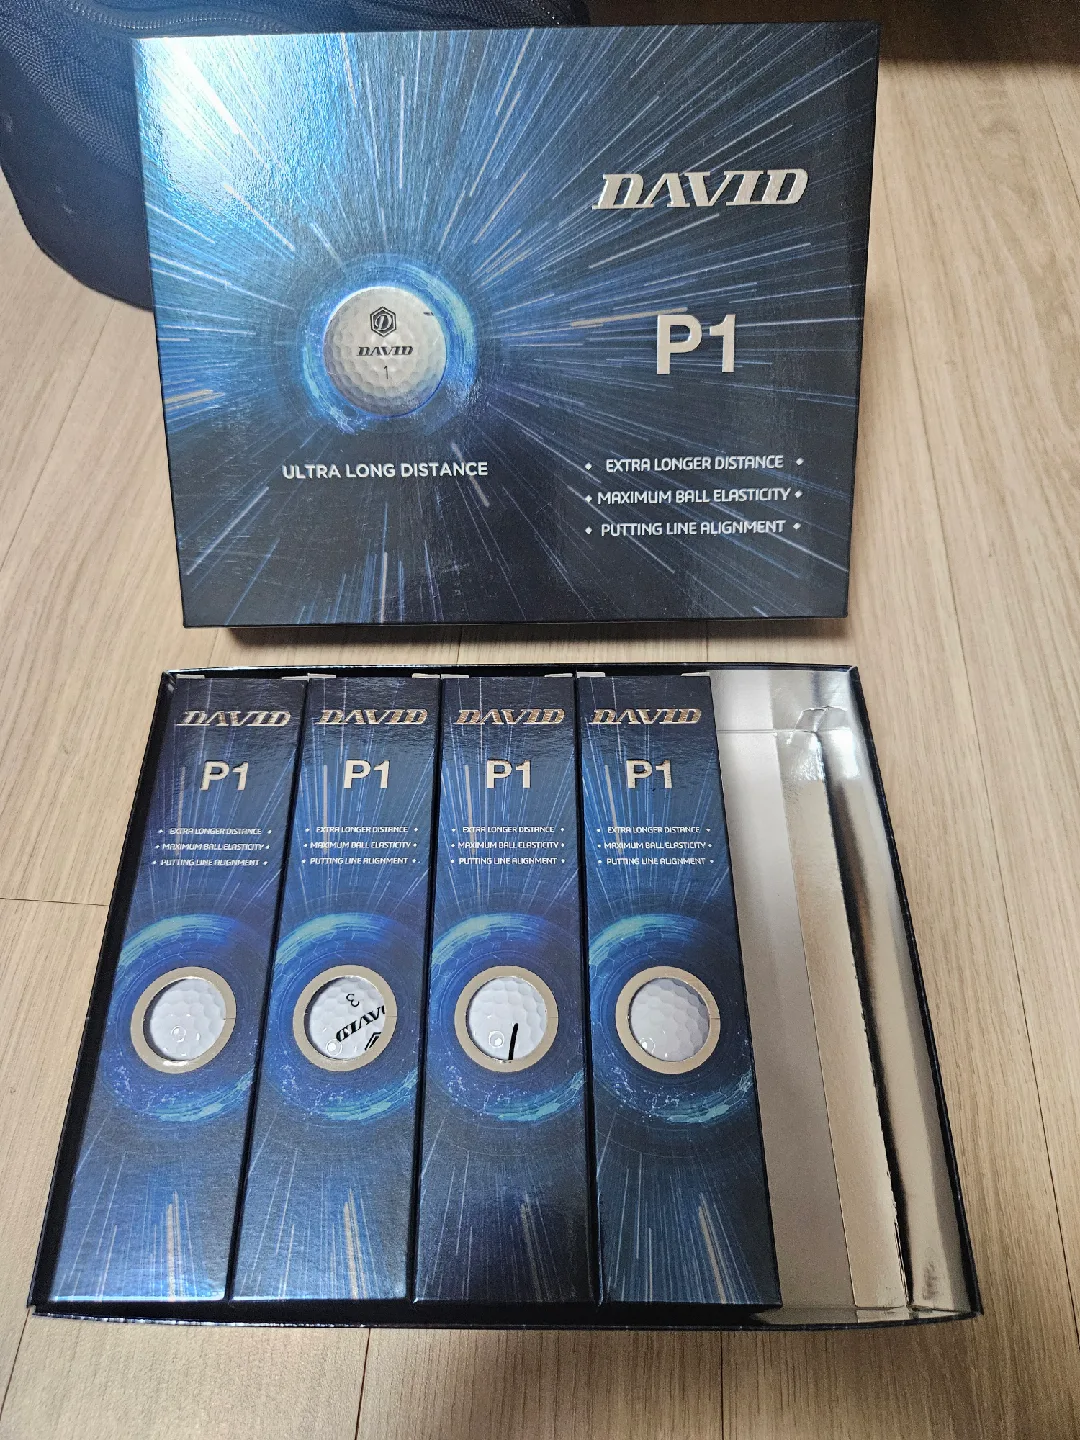 DAVID
P1
D
DAVID
1
ULTRA LONG DISTANCE
EXTRA LONGER DISTANCE
MAXIMUM BALL ELASTICITY
PUTTING LINE ALIGNMENT
DAVID
P1
EXTRA LONGER DISTANCE
MAXIMUM BALL ELASTICITY
PUTTING LINE ALIGNMENT
DAVID
P1
EXTRA LONGER DISTANCE
MAXIMUM BALL ELASTICITY
PUTTING LINE ALIGNMENT
3
DAVID
P1
EXTRA LONGER DISTANCE
MAXIMUM BALL ELASTICITY
PUTTING LINE ALIGNMENT
DAVID
P1
EXTRA LONGER DISTANCE
MAXIMUM BALL ELASTICITY
PUTTING LINE ALIGNMENT